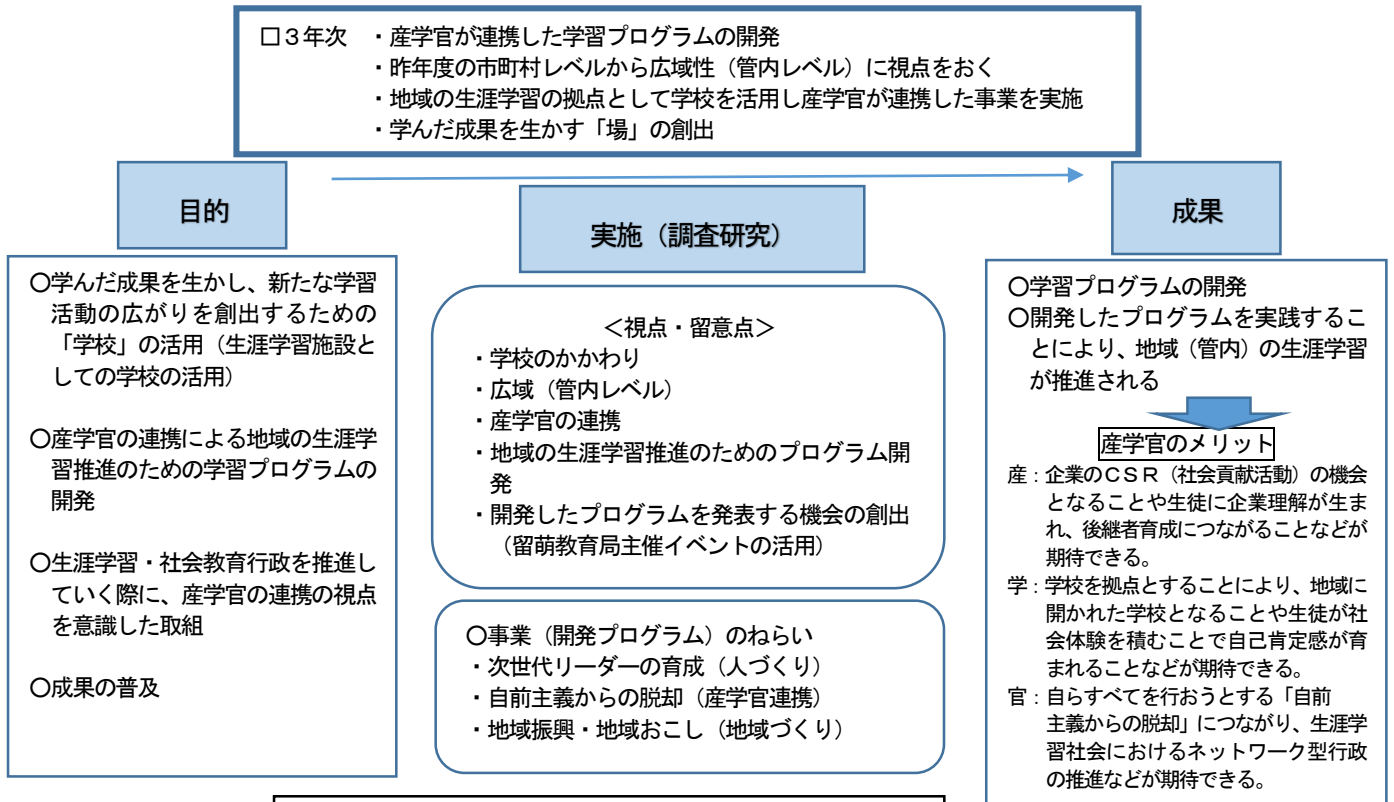 □3年次 ・産学官が連携した学習プログラムの開発
・昨年度の市町村レベルから広域性（管内レベル）に視点をおく
・地域の生涯学習の拠点として学校を活用し産学官が連携した事業を実施
・学んだ成果を生かす「場」の創出
目的
○学んだ成果を生かし、新たな学習
活動の広がりを創出するための
「学校」の活用（生涯学習施設と
しての学校の活用）
○産学官の連携による地域の生涯学
習推進のための学習プログラムの
開発
○生涯学習・社会教育行政を推進し
ていく際に、産学官の連携の視点
を意識した取組
○成果の普及
実施（調査研究）
＜視点・留意点＞
・学校のかかわり
・広域（管内レベル）
・産学官の連携
・地域の生涯学習推進のためのプログラム開
発
・開発したプログラムを発表する機会の創出
（留萌教育局主催イベントの活用）
○事業（開発プログラム）のねらい
・次世代リーダーの育成（人づくり）
・自前主義からの脱却（産学官連携）
・地域振興・地域おこし（地域づくり）
成果
○学習プログラムの開発
○開発したプログラムを実践するこ
とにより、地域（管内）の生涯学習
が推進される
産学官のメリット
産：企業のCSR（社会貢献活動）の機会
となることや生徒に企業理解が生ま
れ、後継者育成につながることなどが
期待できる。
学：学校を拠点とすることにより、地域に
開かれた学校となることや生徒が社
会体験を積むことで自己肯定感が育
まれることなどが期待できる。
官：自らすべてを行おうとする「自前
主義からの脱却」につながり、生涯学
習社会におけるネットワーク型行政
の推進などが期待できる。